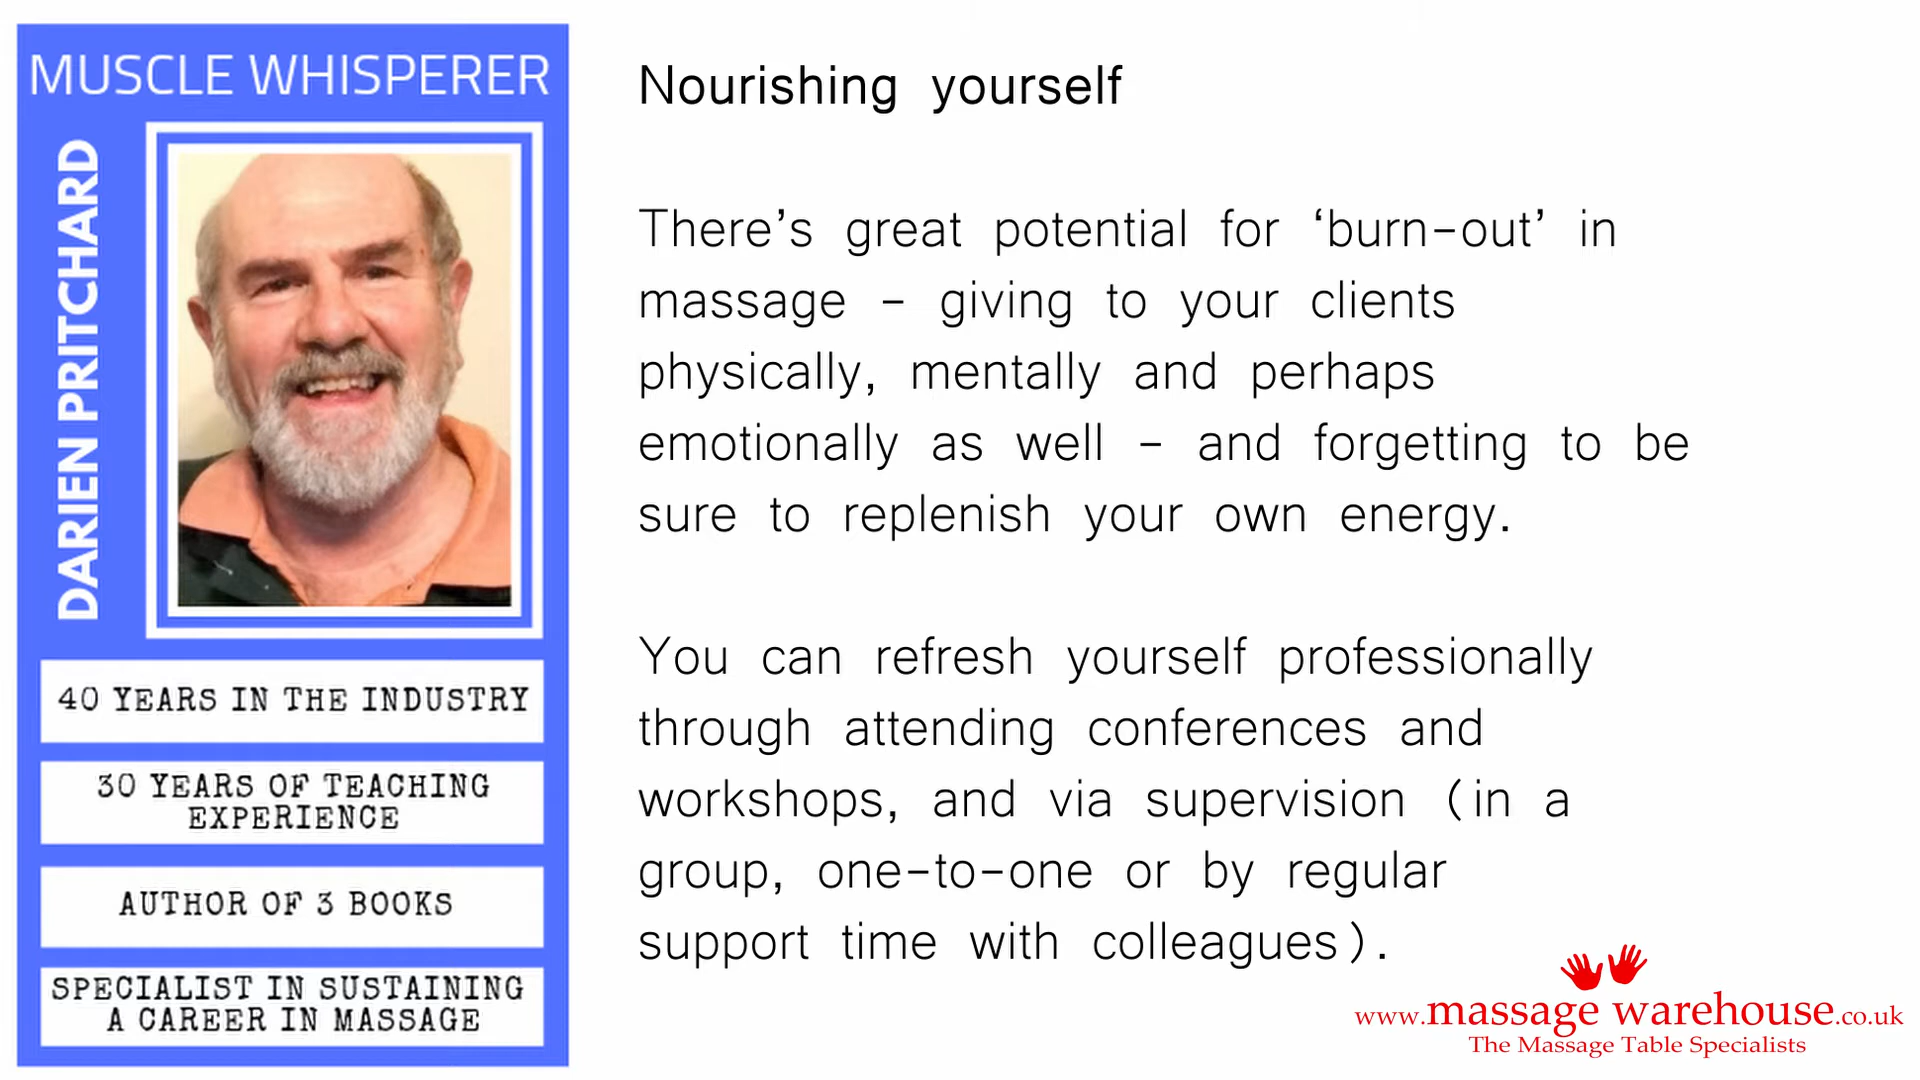 MUSCLE WHISPERER
DARIEN PRITCHARD
40 YEARS IN THE INDUSTRY
30 YEARS OF TEACHING
EXPERIENCE
AUTHOR OF 3 BOOKS
SPECIALIST IN SUSTAINING
A CAREER IN MASSAGE
Nourishing yourself
There’s great potential for ‘burn-out’ in
massage - giving to your clients
physically, mentally and perhaps
emotionally as well - and forgetting to be
sure to replenish your own energy.
You can refresh yourself professionally
through attending conferences and
workshops, and via supervision (in a
group, one-to-one or by regular
support time with colleagues).
www.massage warehouse.co.uk
The Massage Table Specialists